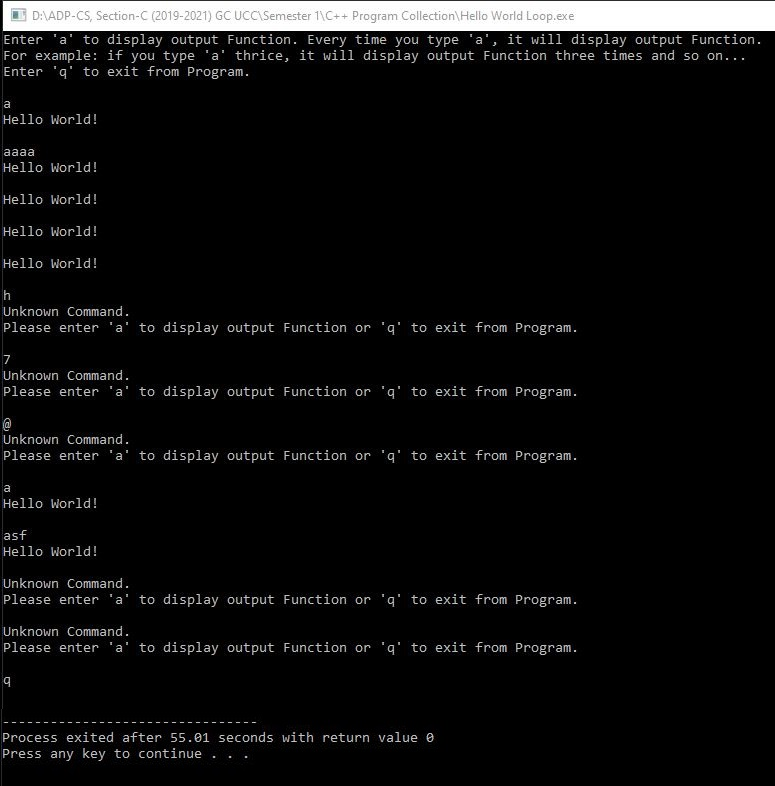 D:\ADP-CS, Section-C (2019-2021) GC UCC\Semester 1\C++ Program Collection\Hello World Loop.exe
Enter 'a' to display output Function. Every time you type 'a', it will display output Function.
For example: if you type 'a' thrice, it will display output Function three times and so on...
Enter 'q' to exit from Program.
a
Hello World!
aaaa
Hello World!
Hello World!
Hello World!
Hello World!
h
Unknown Command.
Please enter 'a' to display output Function or 'q' to exit from Program.
7
Unknown Command.
Please enter 'a' to display output Function or 'q' to exit from Program.
@
Unknown Command.
Please enter 'a' to display output Function or 'q' to exit from Program.
a
Hello World!
asf
Hello World!
Unknown Command.
Please enter 'a' to display output Function or 'q' to exit from Program.
Unknown Command.
Please enter 'a' to display output Function or 'q' to exit from Program.
q
--------------------------------
Process exited after 55.01 seconds with return value 0
Press any key to continue . . .